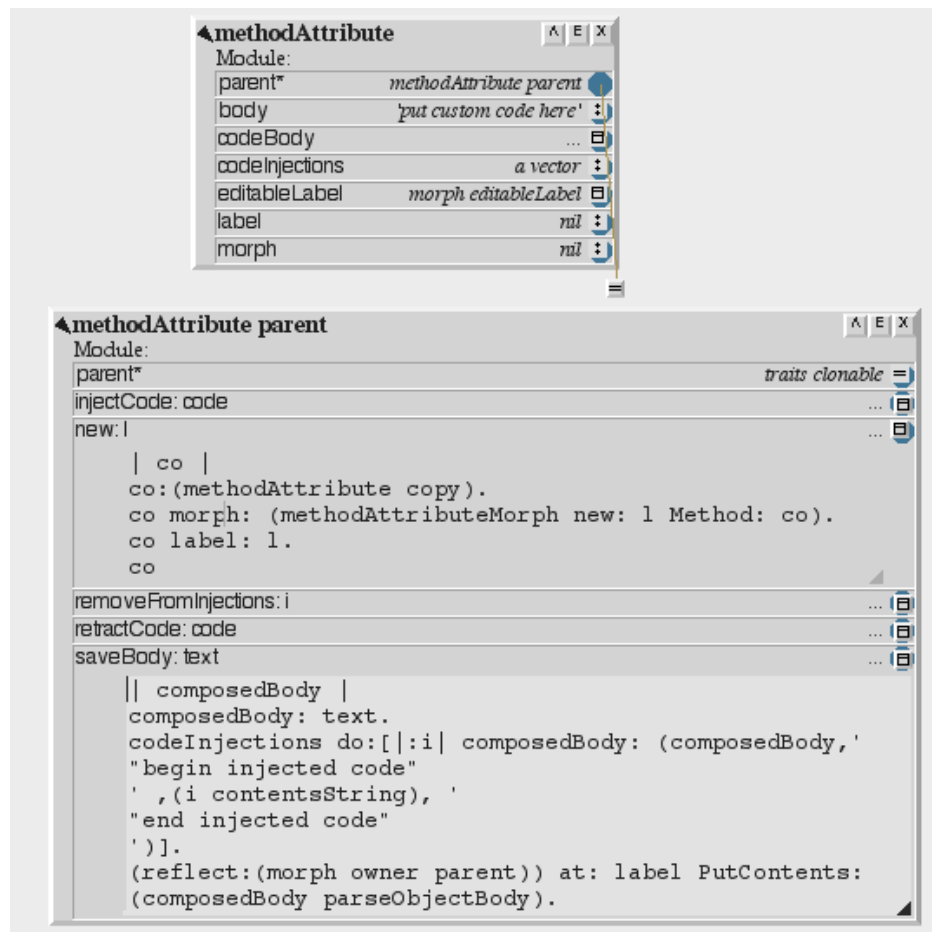 methodAttribute
Λ E X
Module:
parent* methodAttribute parent
body 'put custom code here' :
codeBody ...
codeInjections a vector :
editableLabel morph editableLabel
label nil :
morph nil :
=
methodAttribute parent
Λ E X
Module:
parent* traits clonable =
injectCode: code ...
new: l ...
| co |
co:(methodAttribute copy).
co morph: (methodAttributeMorph new: l Method: co).
co label: l.
co
removeFromInjections: i ...
retractCode: code ...
saveBody: text ...
| composedBody |
composedBody: text.
codeInjections do:[|:i| composedBody: (composedBody,'
"begin injected code"
' ,(i contentsString), '
"end injected code"
')].
(reflect:(morph owner parent)) at: label PutContents:
(composedBody parseObjectBody).